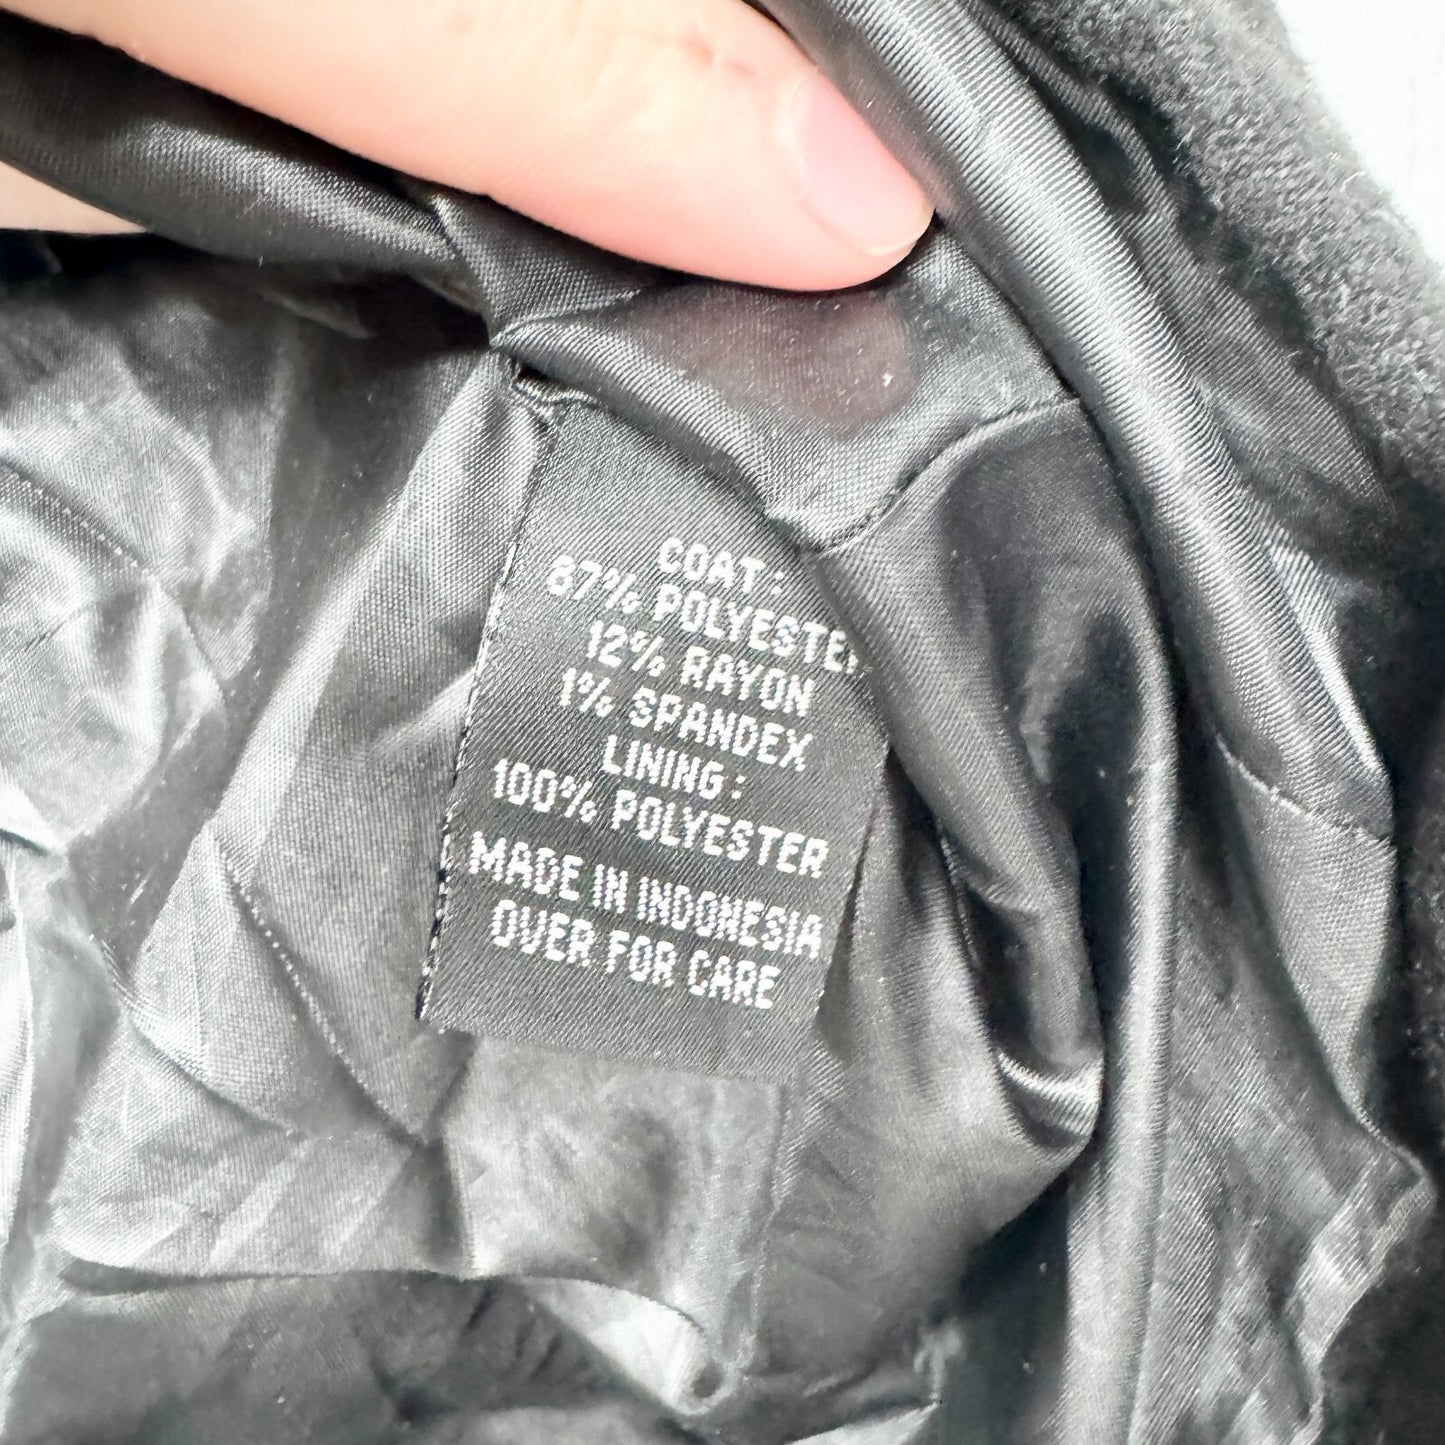 COAT:
87% POLYESTER
12% RAYON
1% SPANDEX
LINING:
100% POLYESTER
MADE IN INDONESIA
OVER FOR CARE